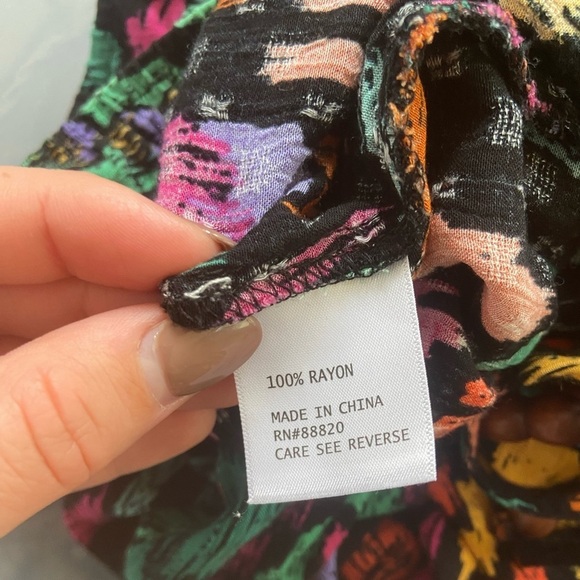 100% RAYON
MADE IN CHINA
RN#88820
CARE SEE REVERSE